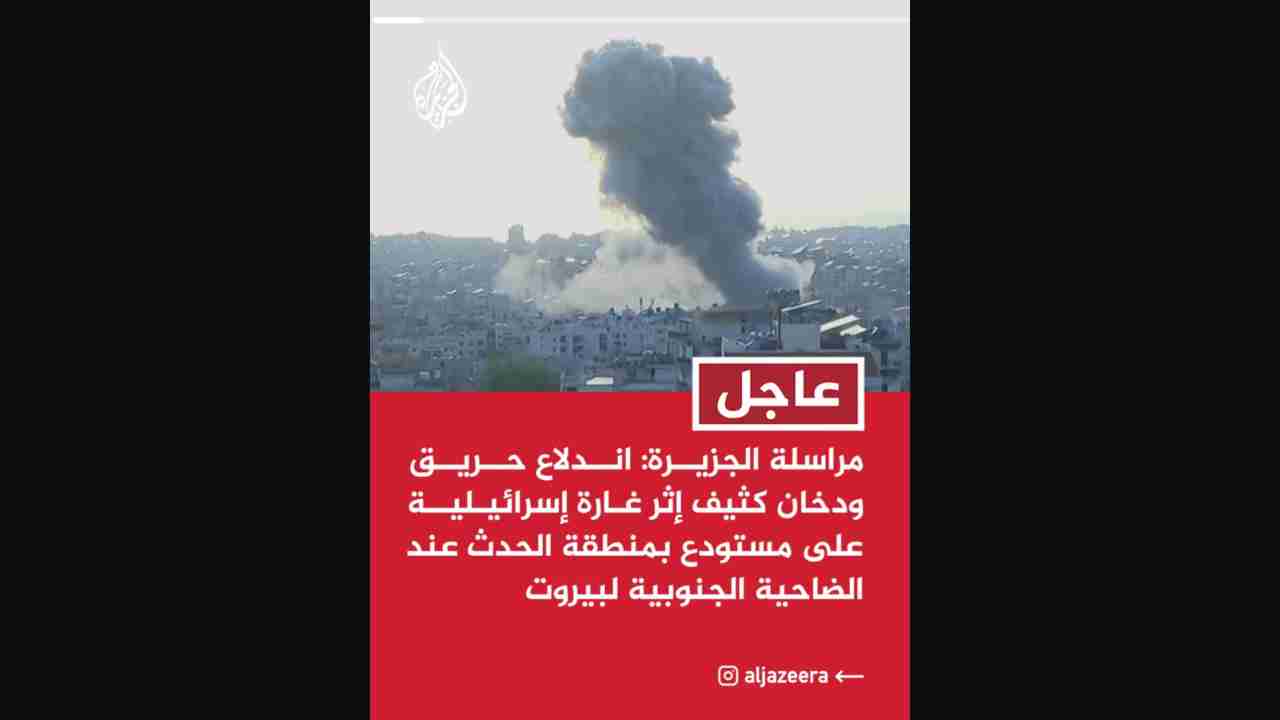 عاجل
مراسلة الجزيرة: اندلاع حريق
ودخان كثيف إثر غارة إسرائيلية
على مستودع بمنطقة الحدث عند
الضاحية الجنوبية لبيروت
aljazeera